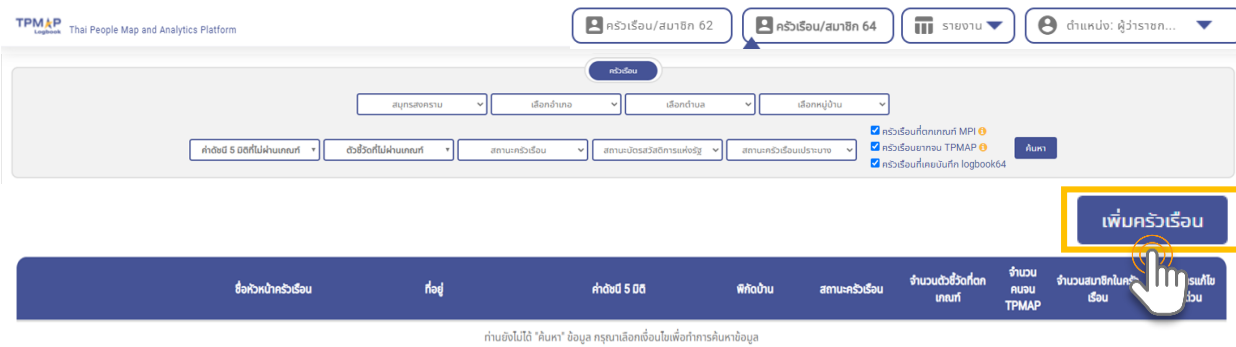 TPMAP Logbook Thai People Map and Analytics Platform ครัวเรือน/สมาชิก 62 ครัวเรือน/สมาชิก 64 รายงาน ตำแหน่ง: ผู้ว่าราชก...
ครัวเรือน
สมุทรสงคราม เลือกอำเภอ เลือกตำบล เลือกหมู่บ้าน
ค่าดัชนี 5 มิติที่ไม่ผ่านเกณฑ์ ตัวชี้วัดที่ไม่ผ่านเกณฑ์ สถานะครัวเรือน สถานะบัตรสวัสดิการแห่งรัฐ สถานะครัวเรือนเปราะบาง
ครัวเรือนที่ตกเกณฑ์ MPI
ครัวเรือนยากจน TPMAP
ครัวเรือนที่เคยบันทึก logbook64
ค้นหา
เพิ่มครัวเรือน
ชื่อหัวหน้าครัวเรือน ที่อยู่ ค่าดัชนี 5 มิติ พิกัดบ้าน สถานะครัวเรือน
จำนวนตัวชี้วัดที่ตก
เกณฑ์
จำนวน
คนจน
TPMAP
จำนวนสมาชิกในครัว
เรือน
ท่านยังไม่ได้ "ค้นหา" ข้อมูล กรุณาเลือกเงื่อนไขเพื่อทำการค้นหาข้อมูล